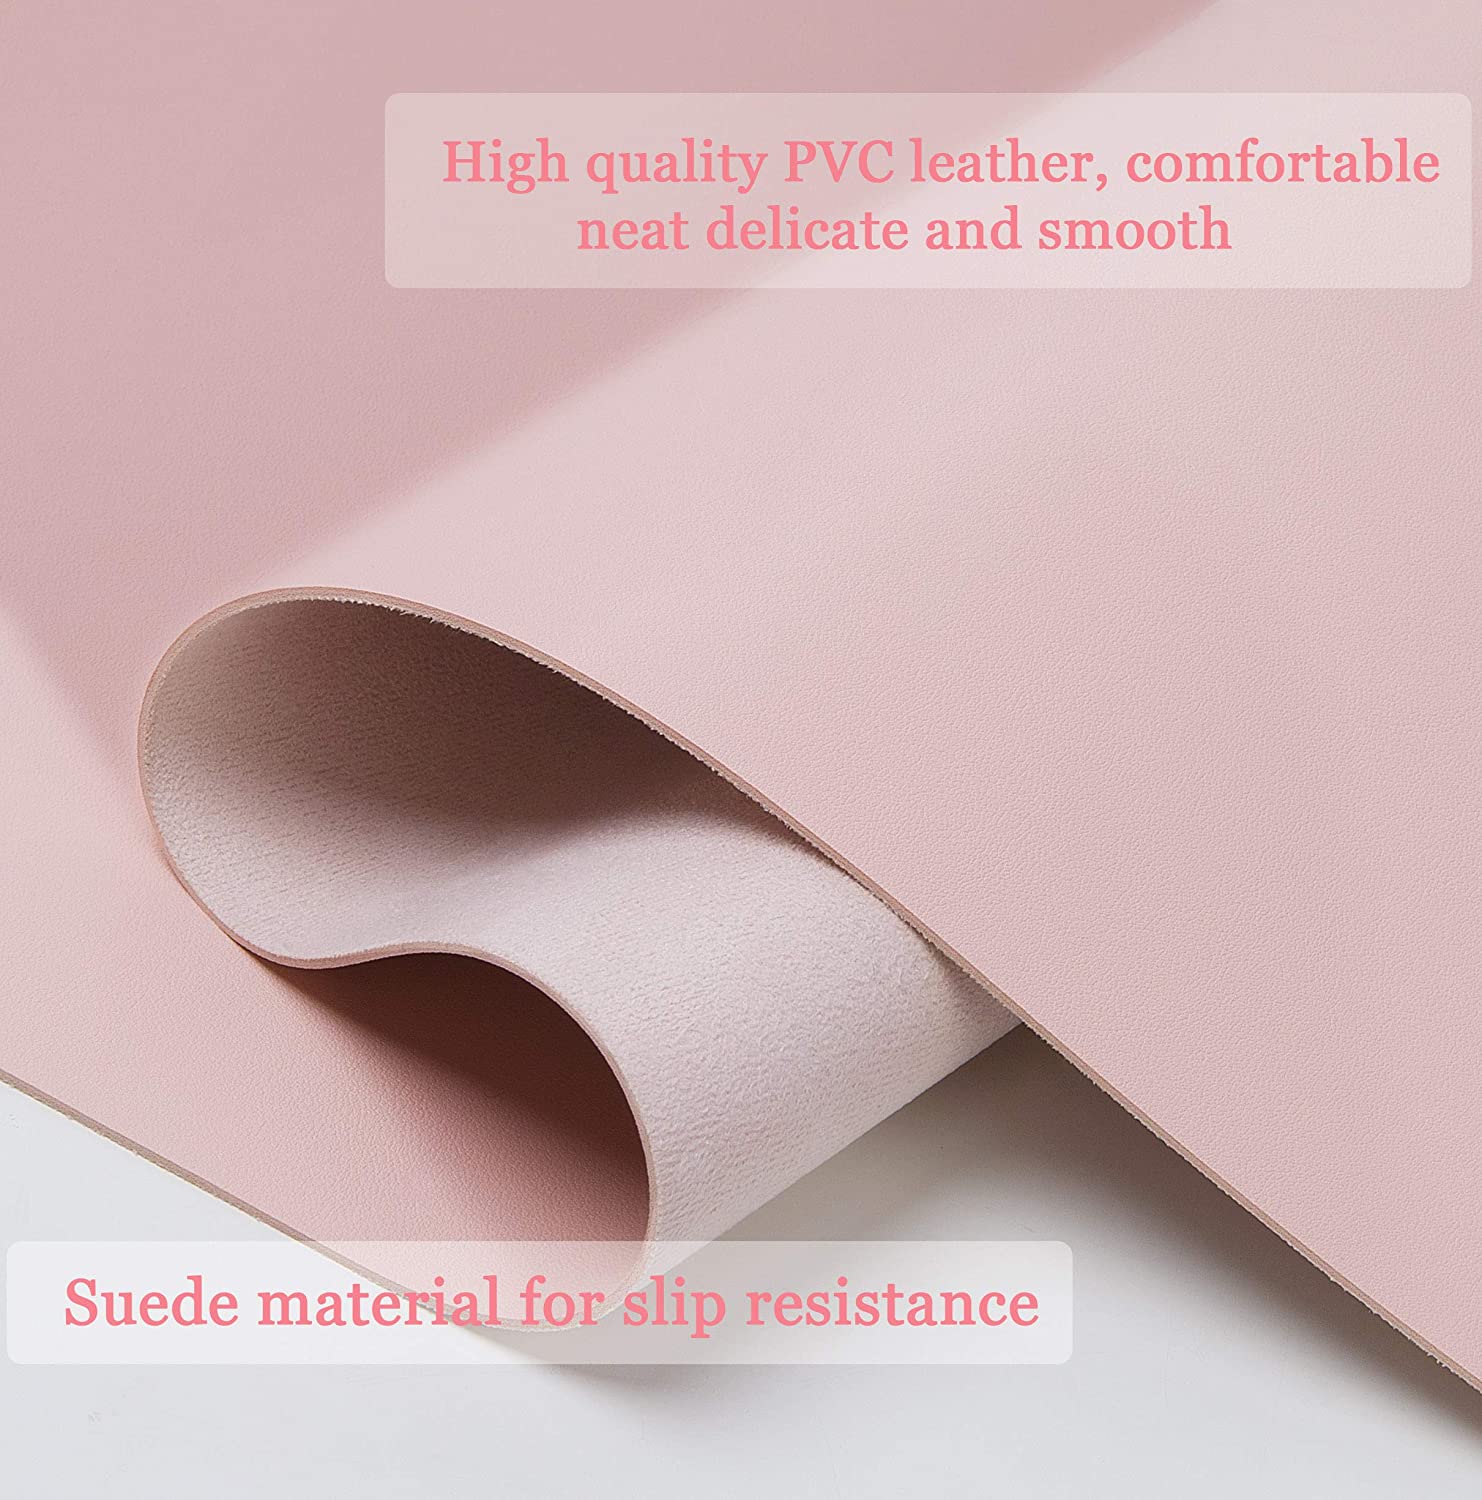 High quality PVC leather, comfortable
neat delicate and smooth
Suede material for slip resistance